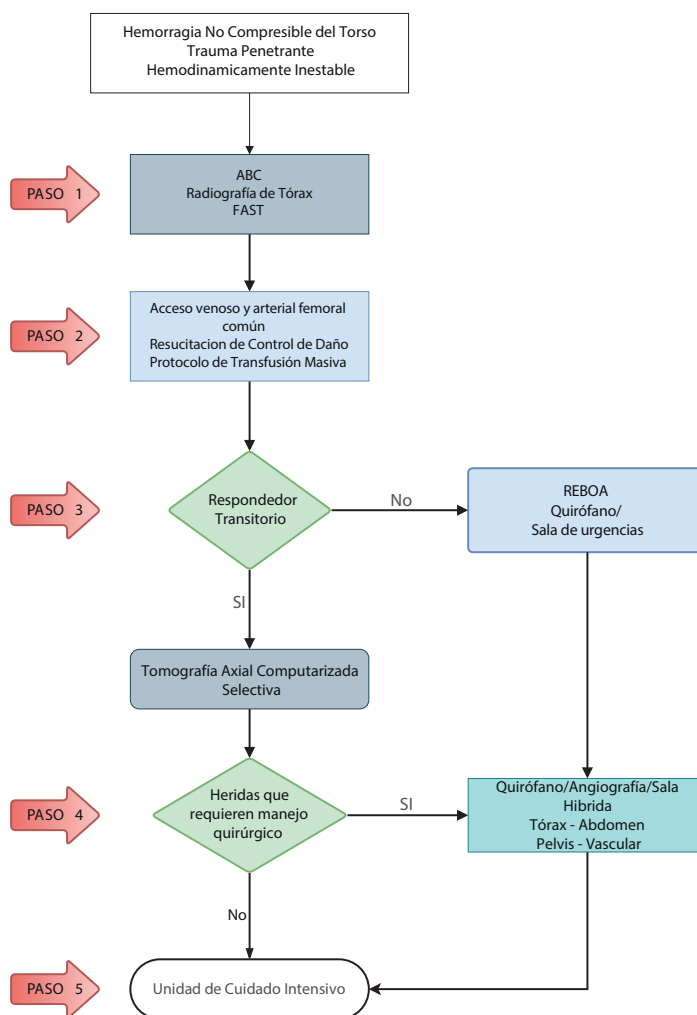 Hemorragia No Compresible del Torso
Trauma Penetrante
Hemodinamicamente Inestable
PASO 1
ABC
Radiografía de Tórax
FAST
PASO 2
Acceso venoso y arterial femoral
común
Resucitacion de Control de Daño
Protocolo de Transfusión Masiva
PASO 3
Respondedor
Transitorio
No
REBOA
Quirófano/
Sala de urgencias
SI
Tomografía Axial Computarizada
Selectiva
PASO 4
Heridas que
requieren manejo
quirúrgico
SI
Quirófano/Angiografía/Sala
Hibrida
Tórax - Abdomen
Pelvis - Vascular
No
PASO 5
Unidad de Cuidado Intensivo